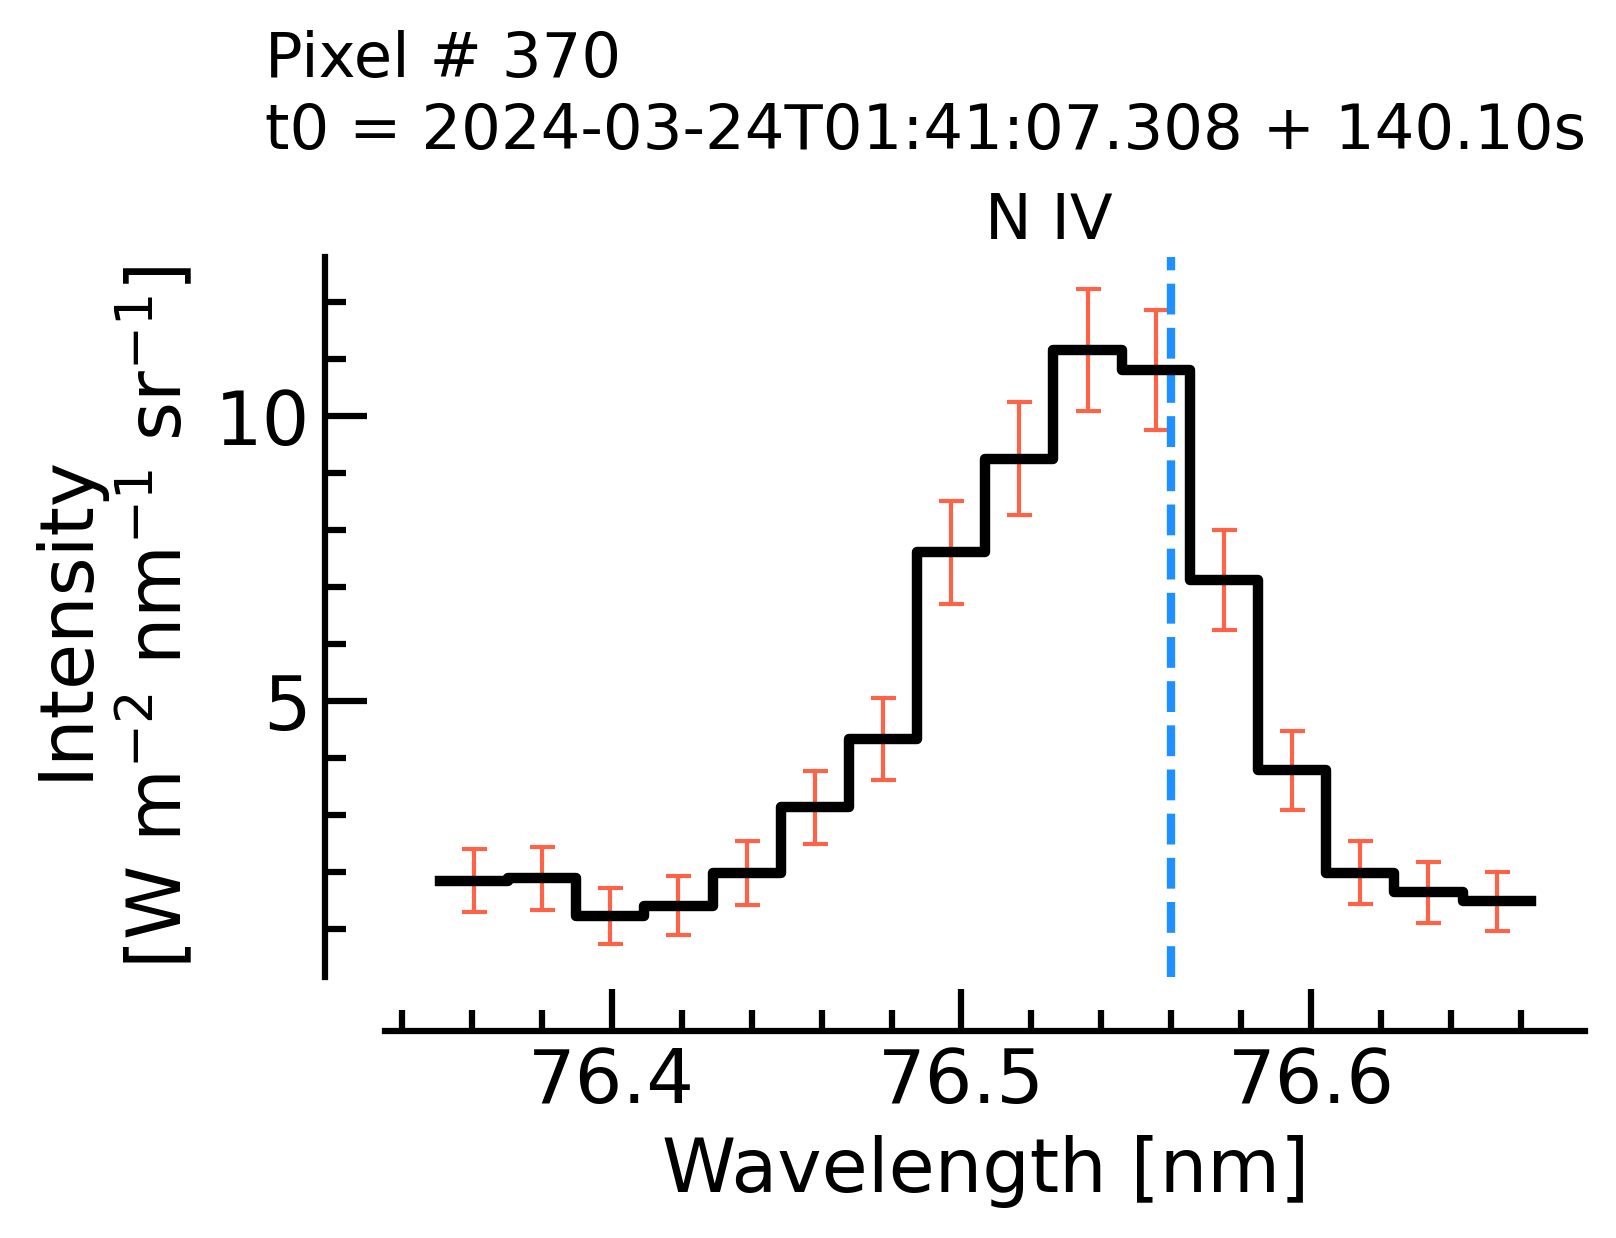 Pixel # 370
t0 = 2024-03-24T01:41:07.308 + 140.10s
N IV
Intensity
[W m⁻² nm⁻¹ sr⁻¹]
10
5
76.4 76.5 76.6
Wavelength [nm]